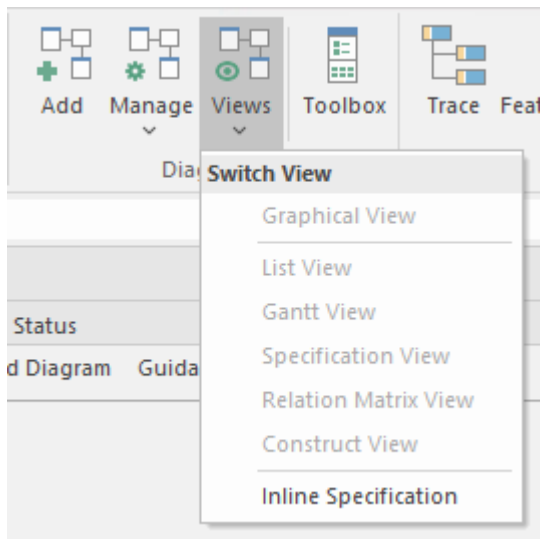 Add Manage Views Toolbox Trace Feat
Dia
Switch View
Graphical View
List View
Status
Gantt View
d Diagram Guida
Specification View
Relation Matrix View
Construct View
Inline Specification